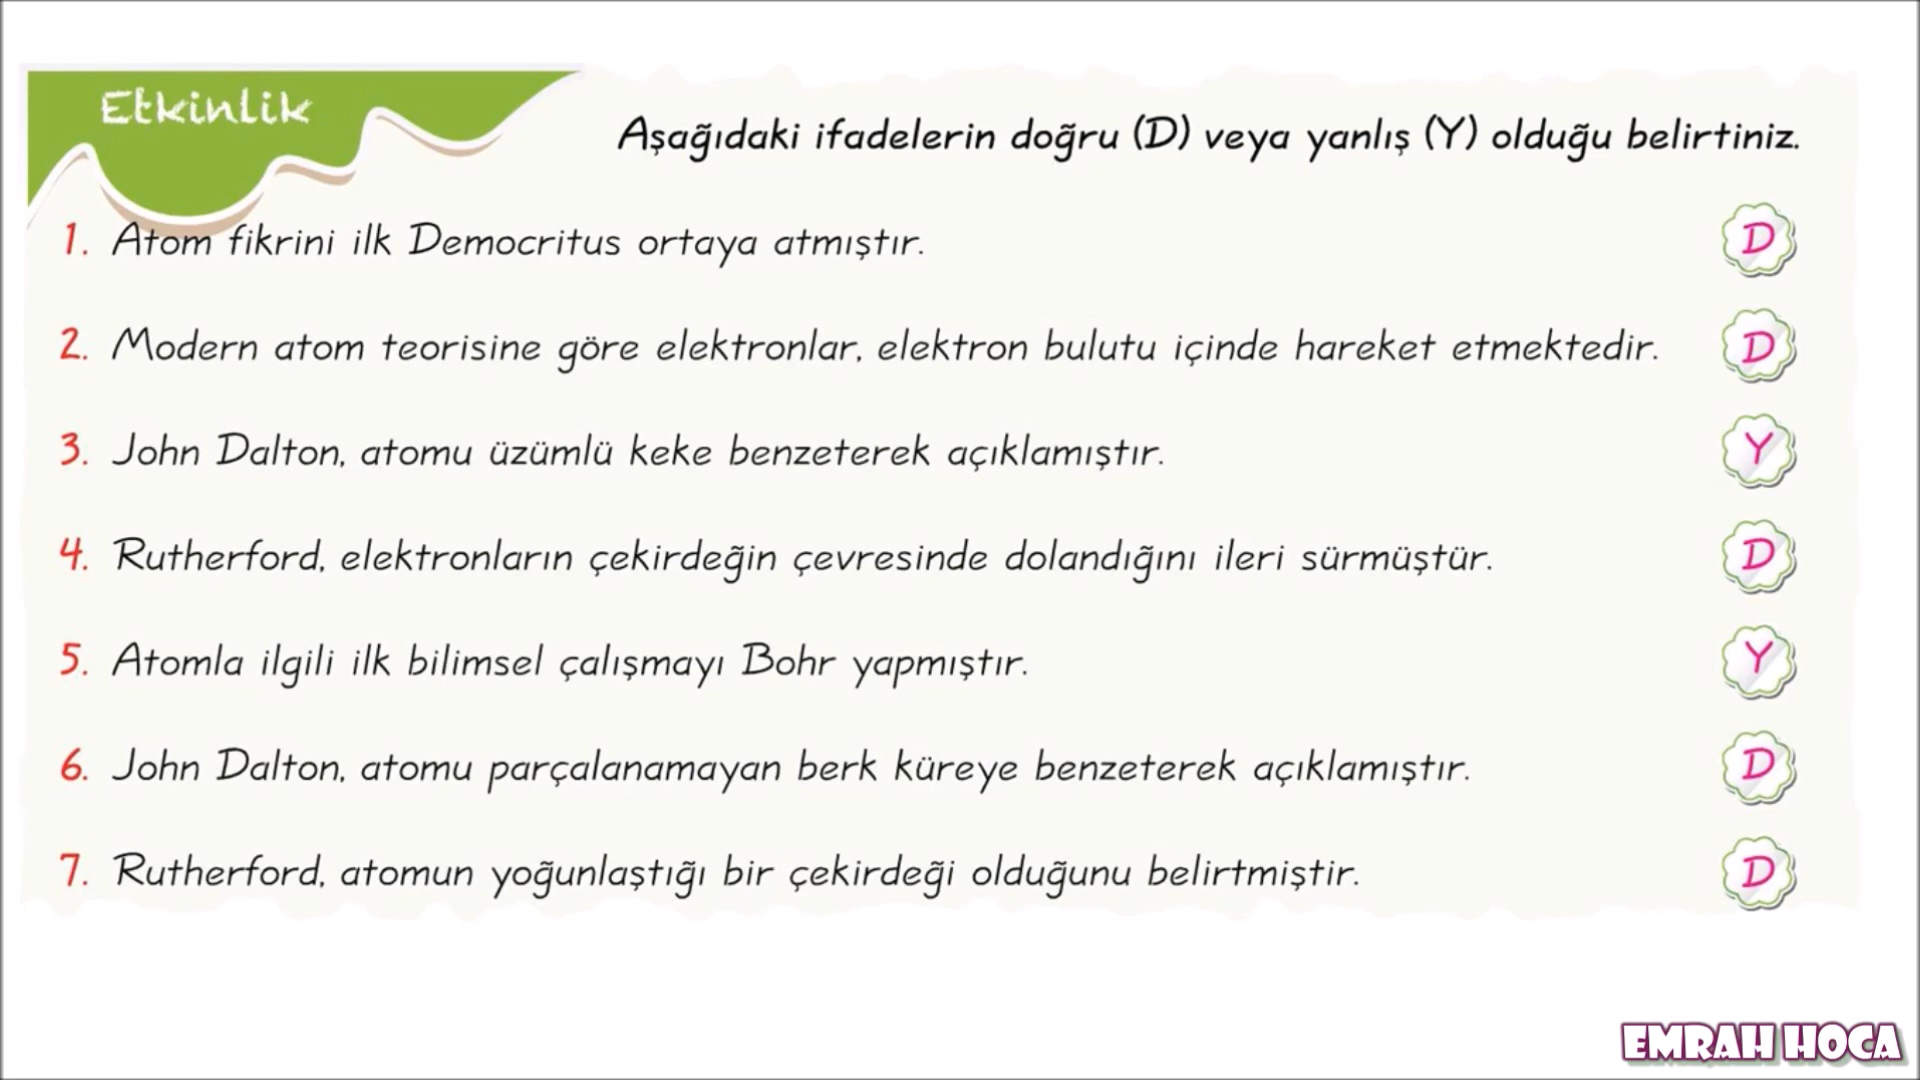 Etkinlik
Aşağıdaki ifadelerin doğru (D) veya yanlış (Y) olduğu belirtiniz.
1. Atom fikrini ilk Democritus ortaya atmıştır. D
2. Modern atom teorisine göre elektronlar, elektron bulutu içinde hareket etmektedir. D
3. John Dalton, atomu üzümlü keke benzeterek açıklamıştır. Y
4. Rutherford, elektronların çekirdeğin çevresinde dolandığını ileri sürmüştür. D
5. Atomla ilgili ilk bilimsel çalışmayı Bohr yapmıştır. Y
6. John Dalton, atomu parçalanamayan berk küreye benzeterek açıklamıştır. D
7. Rutherford, atomun yoğunlaştığı bir çekirdeği olduğunu belirtmiştir. D
EMRAH HOCA